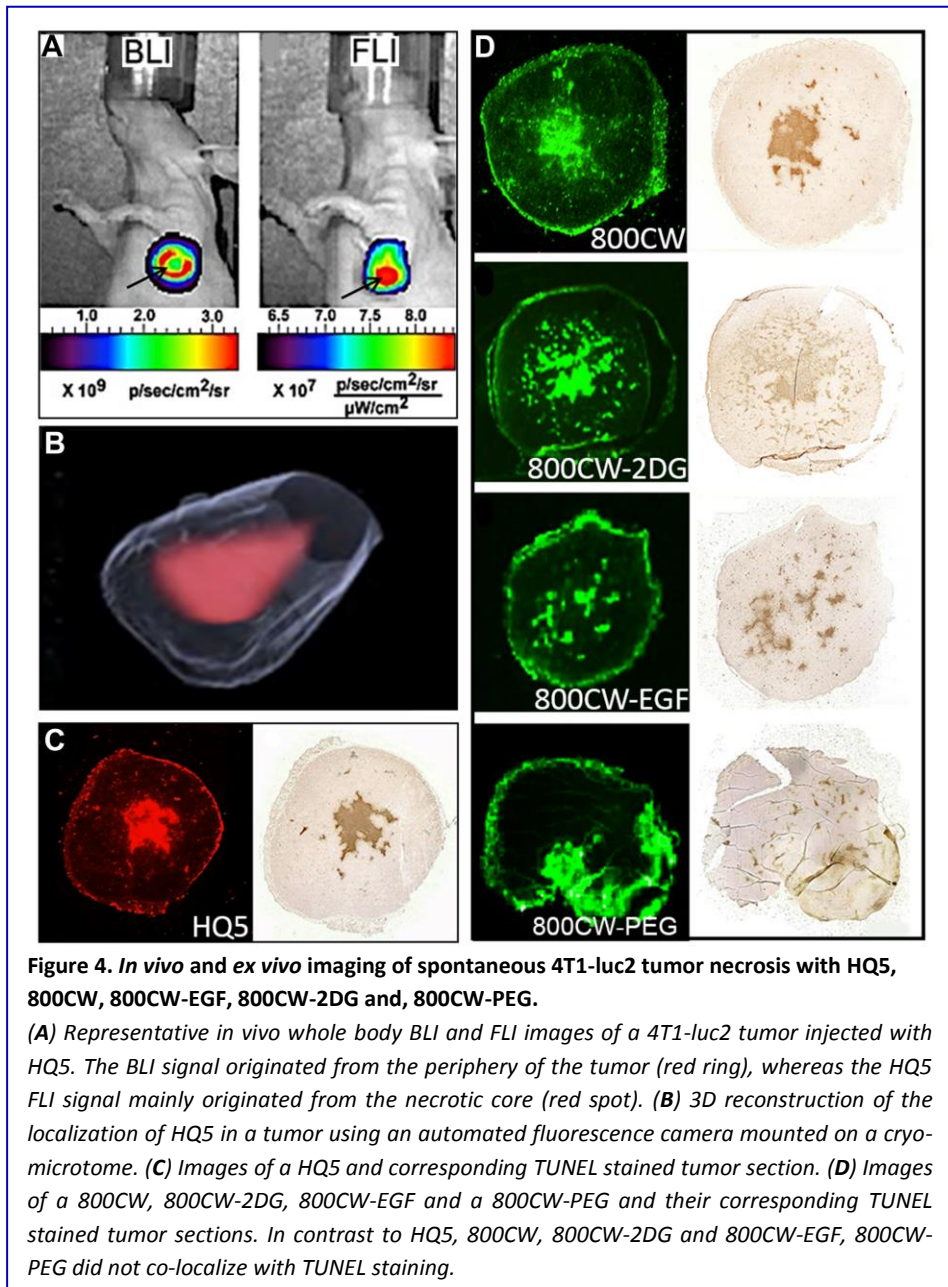 A
BLI
FLI
1.0 2.0 3.0
X 10⁹ p/sec/cm²/sr
6.5 7.0 7.5 8.0
X 10⁷ p/sec/cm²/sr
µW/cm²
B
C
HQ5
D
800CW
800CW-2DG
800CW-EGF
800CW-PEG
Figure 4. In vivo and ex vivo imaging of spontaneous 4T1-luc2 tumor necrosis with HQ5,
800CW, 800CW-EGF, 800CW-2DG and, 800CW-PEG.
(A) Representative in vivo whole body BLI and FLI images of a 4T1-luc2 tumor injected with
HQ5. The BLI signal originated from the periphery of the tumor (red ring), whereas the HQ5
FLI signal mainly originated from the necrotic core (red spot). (B) 3D reconstruction of the
localization of HQ5 in a tumor using an automated fluorescence camera mounted on a cryo-
microtome. (C) Images of a HQ5 and corresponding TUNEL stained tumor section. (D) Images
of a 800CW, 800CW-2DG, 800CW-EGF and a 800CW-PEG and their corresponding TUNEL
stained tumor sections. In contrast to HQ5, 800CW, 800CW-2DG and 800CW-EGF, 800CW-
PEG did not co-localize with TUNEL staining.